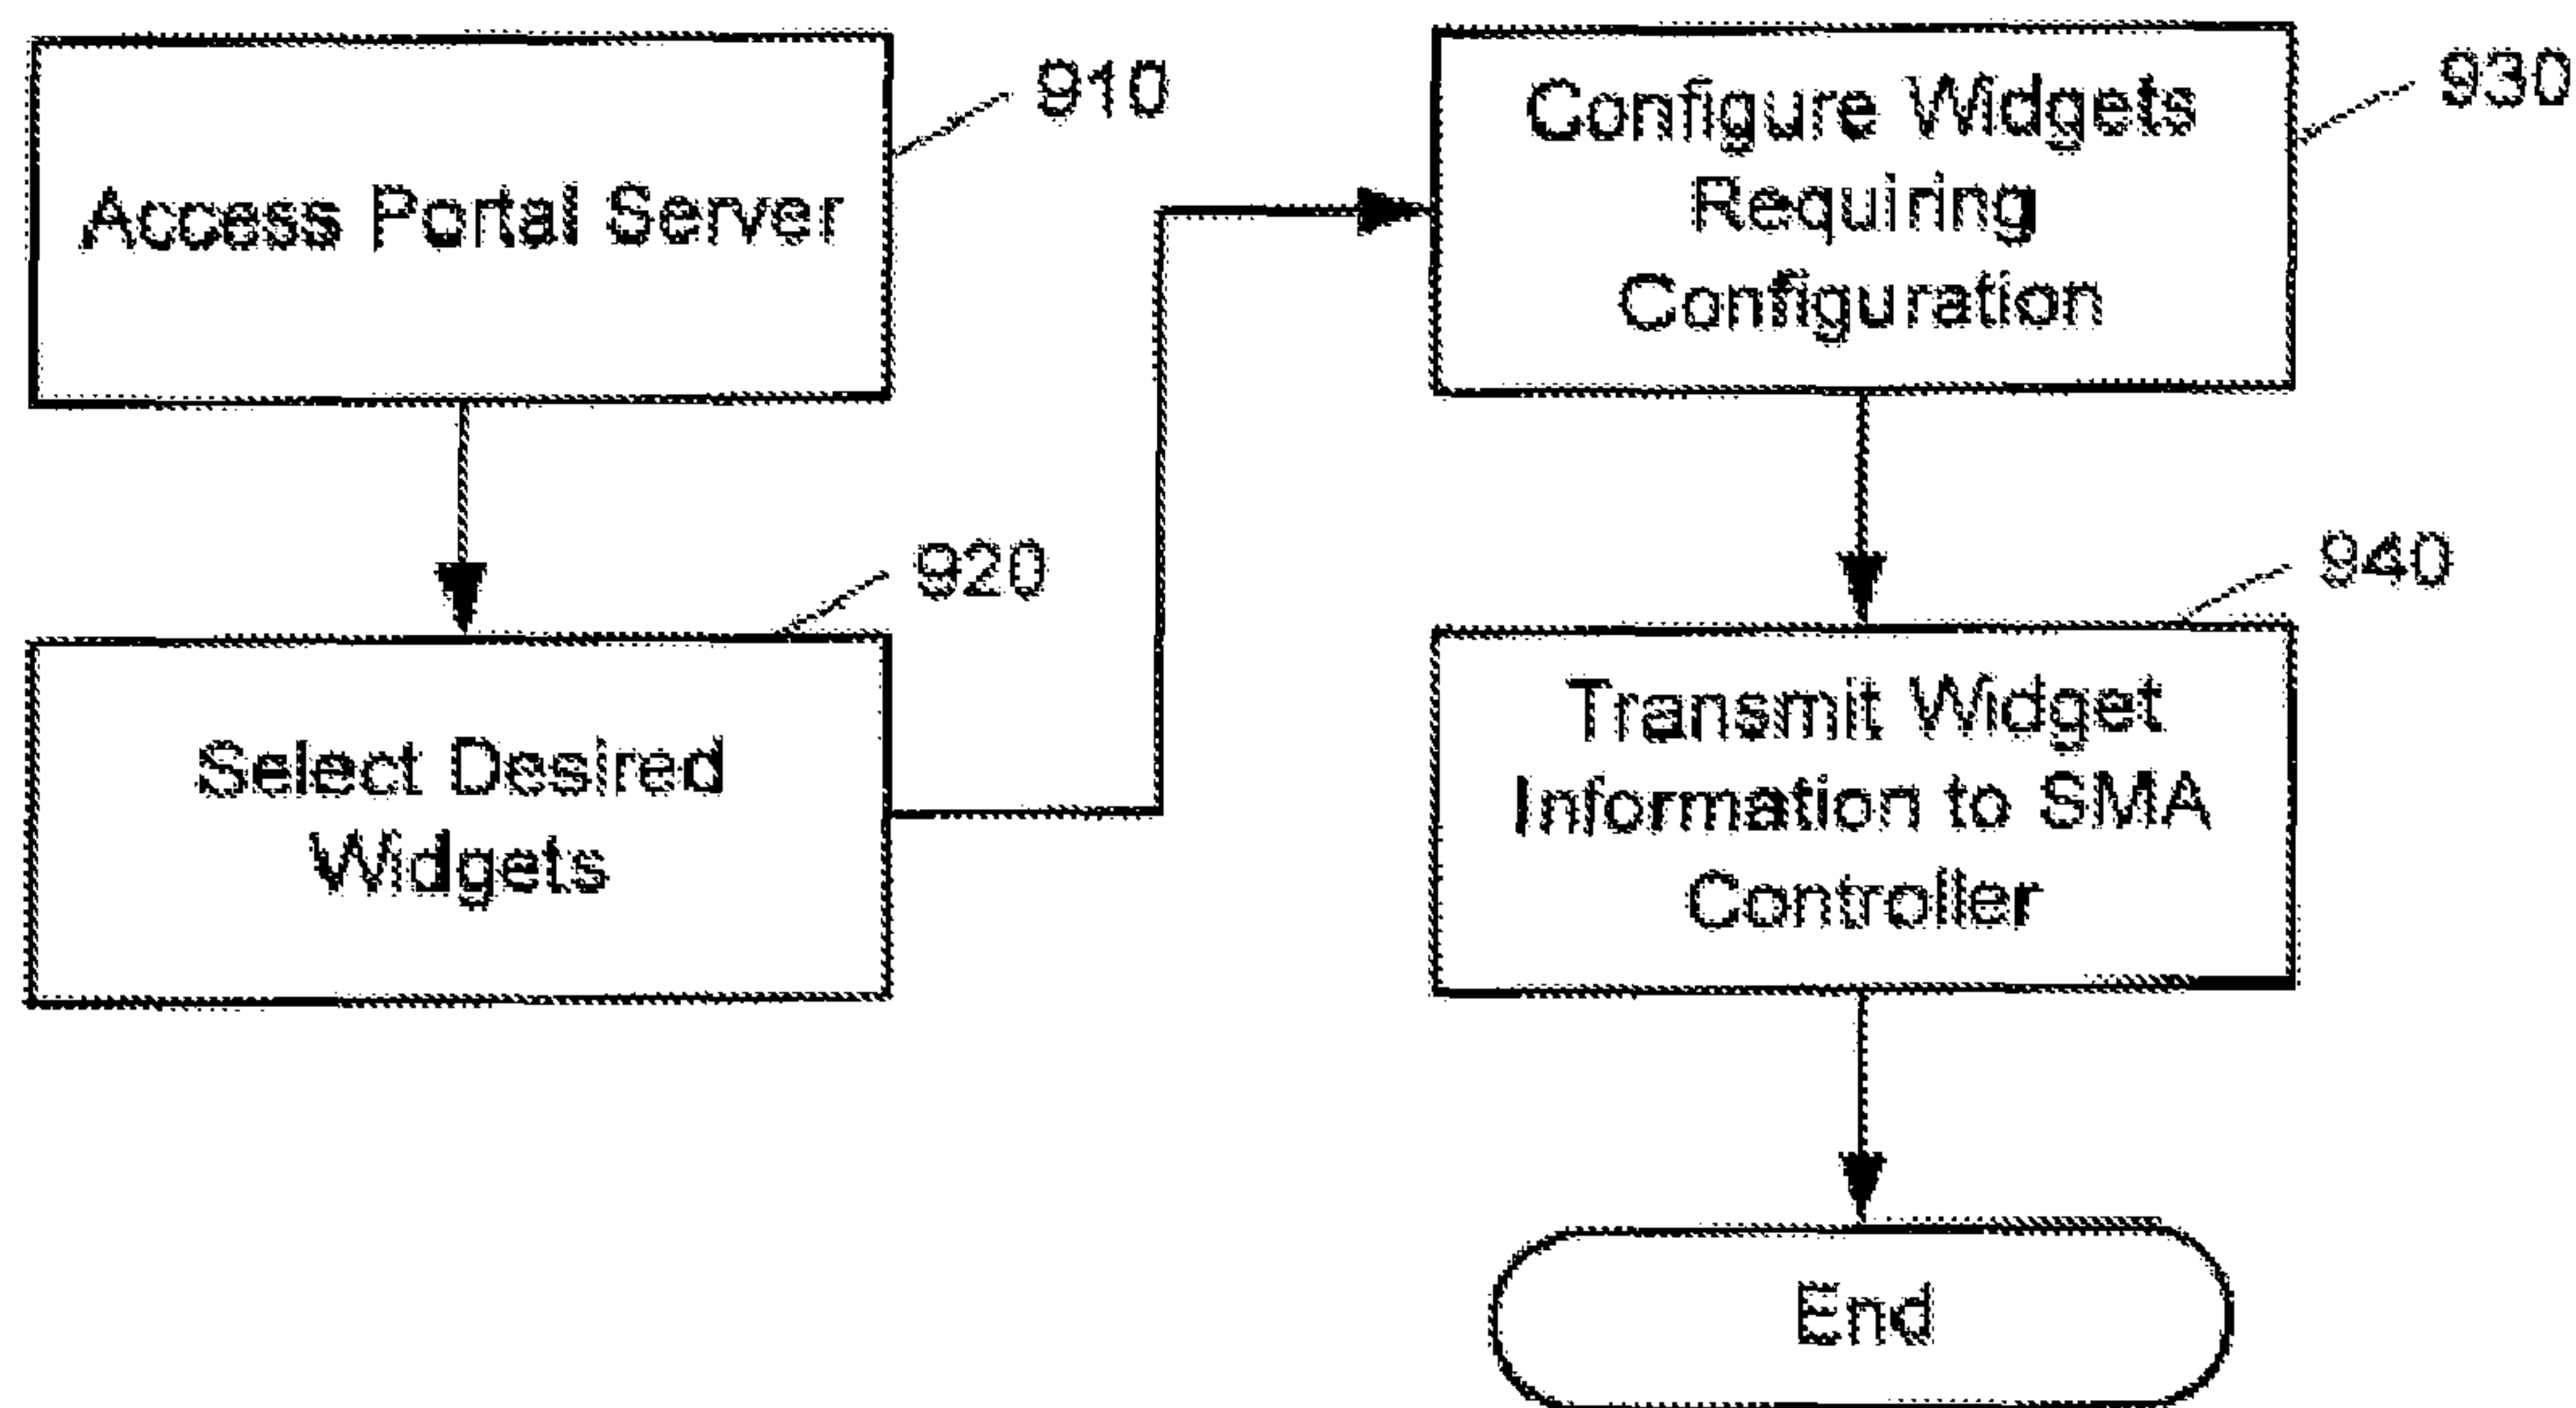 Access Portal Server
910
Select Desired
Widgets
920
Configure Widgets
Requiring
Configuration
930
Transmit Widget
Information to SMA
Controller
940
End